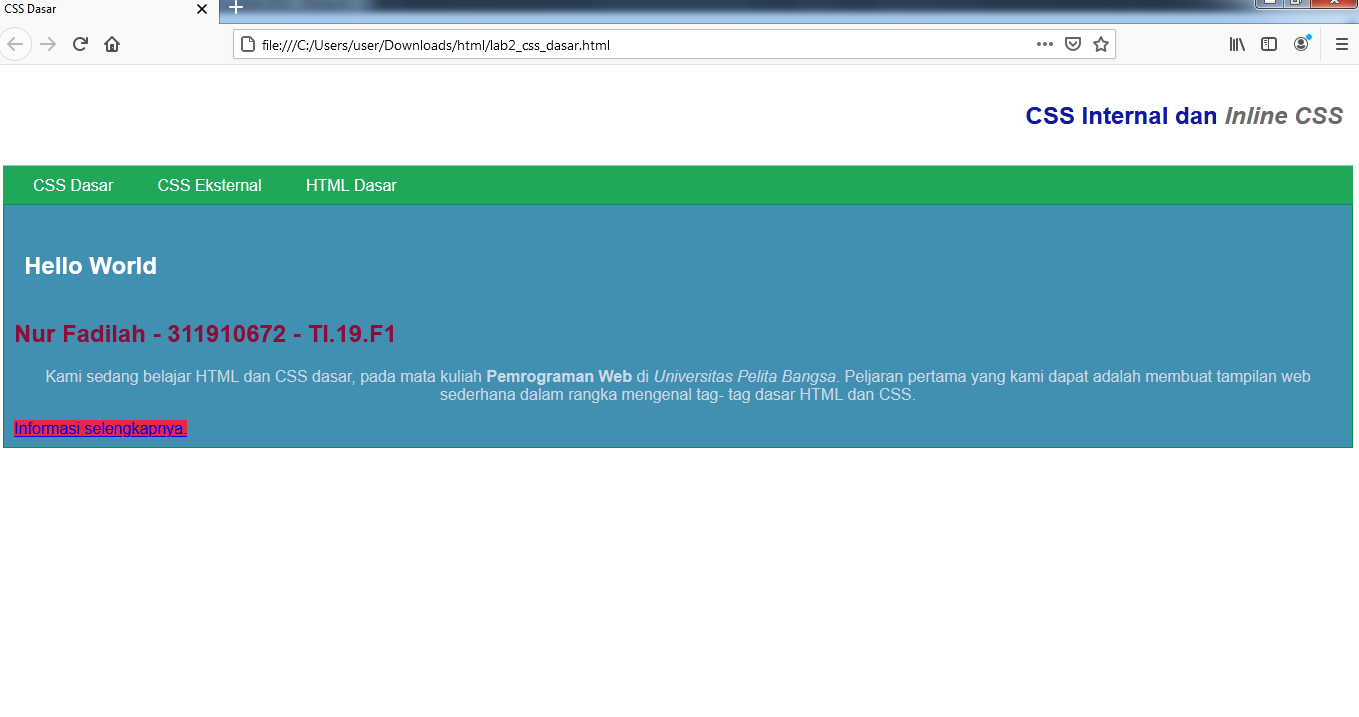 CSS Dasar
file:///C:/Users/user/Downloads/html/lab2_css_dasar.html
CSS Internal dan Inline CSS
CSS Dasar CSS Eksternal HTML Dasar
Hello World
Nur Fadilah - 311910672 - TI.19.F1
Kami sedang belajar HTML dan CSS dasar, pada mata kuliah Pemrograman Web di Universitas Pelita Bangsa. Peljaran pertama yang kami dapat adalah membuat tampilan web
sederhana dalam rangka mengenal tag- tag dasar HTML dan CSS.
Informasi selengkapnya.